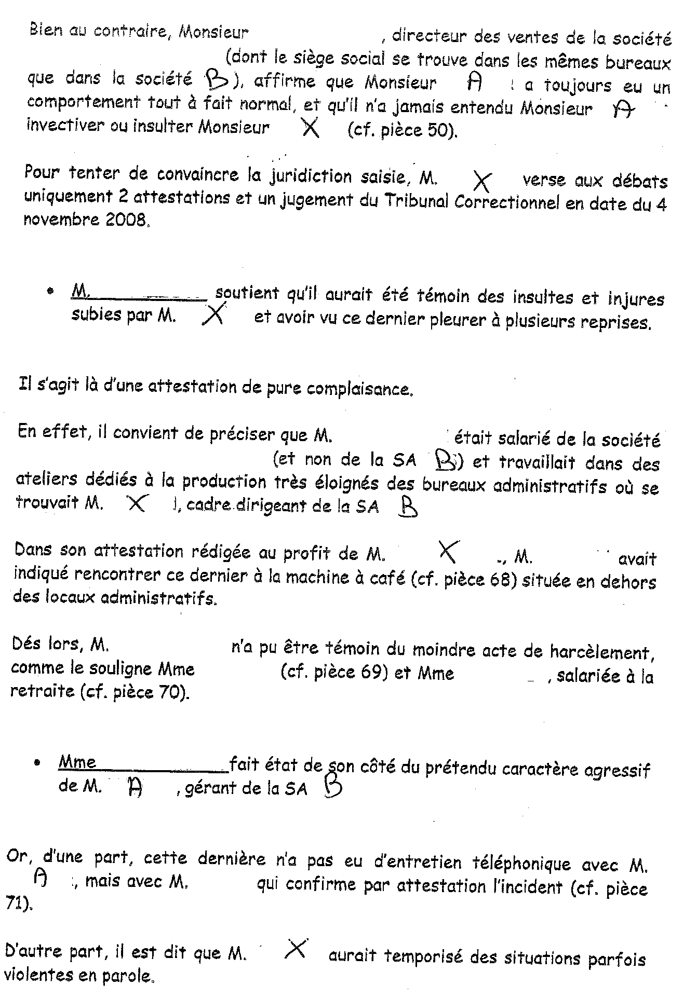 Bien au contraire, Monsieur , directeur des ventes de la société
(dont le siège social se trouve dans les mêmes bureaux
que dans la société B), affirme que Monsieur A a toujours eu un
comportement tout à fait normal, et qu'il n'a jamais entendu Monsieur A
invectiver ou insulter Monsieur X (cf. pièce 50).
Pour tenter de convaincre la juridiction saisie, M. X verse aux débats
uniquement 2 attestations et un jugement du Tribunal Correctionnel en date du 4
novembre 2008.
• M. soutient qu'il aurait été témoin des insultes et injures
subies par M. X et avoir vu ce dernier pleurer à plusieurs reprises.
Il s'agit là d'une attestation de pure complaisance.
En effet, il convient de préciser que M. était salarié de la société
(et non de la SA B) et travaillait dans des
ateliers dédiés à la production très éloignés des bureaux administratifs où se
trouvait M. X , cadre dirigeant de la SA B
Dans son attestation rédigée au profit de M. X , M. avait
indiqué rencontrer ce dernier à la machine à café (cf. pièce 68) située en dehors
des locaux administratifs.
Dés lors, M. n'a pu être témoin du moindre acte de harcèlement,
comme le souligne Mme (cf. pièce 69) et Mme , salariée à la
retraite (cf. pièce 70).
• Mme fait état de son côté du prétendu caractère agressif
de M. A , gérant de la SA B
Or, d'une part, cette dernière n'a pas eu d'entretien téléphonique avec M.
A , mais avec M. qui confirme par attestation l'incident (cf. pièce
71).
D'autre part, il est dit que M. X aurait temporisé des situations parfois
violentes en parole.